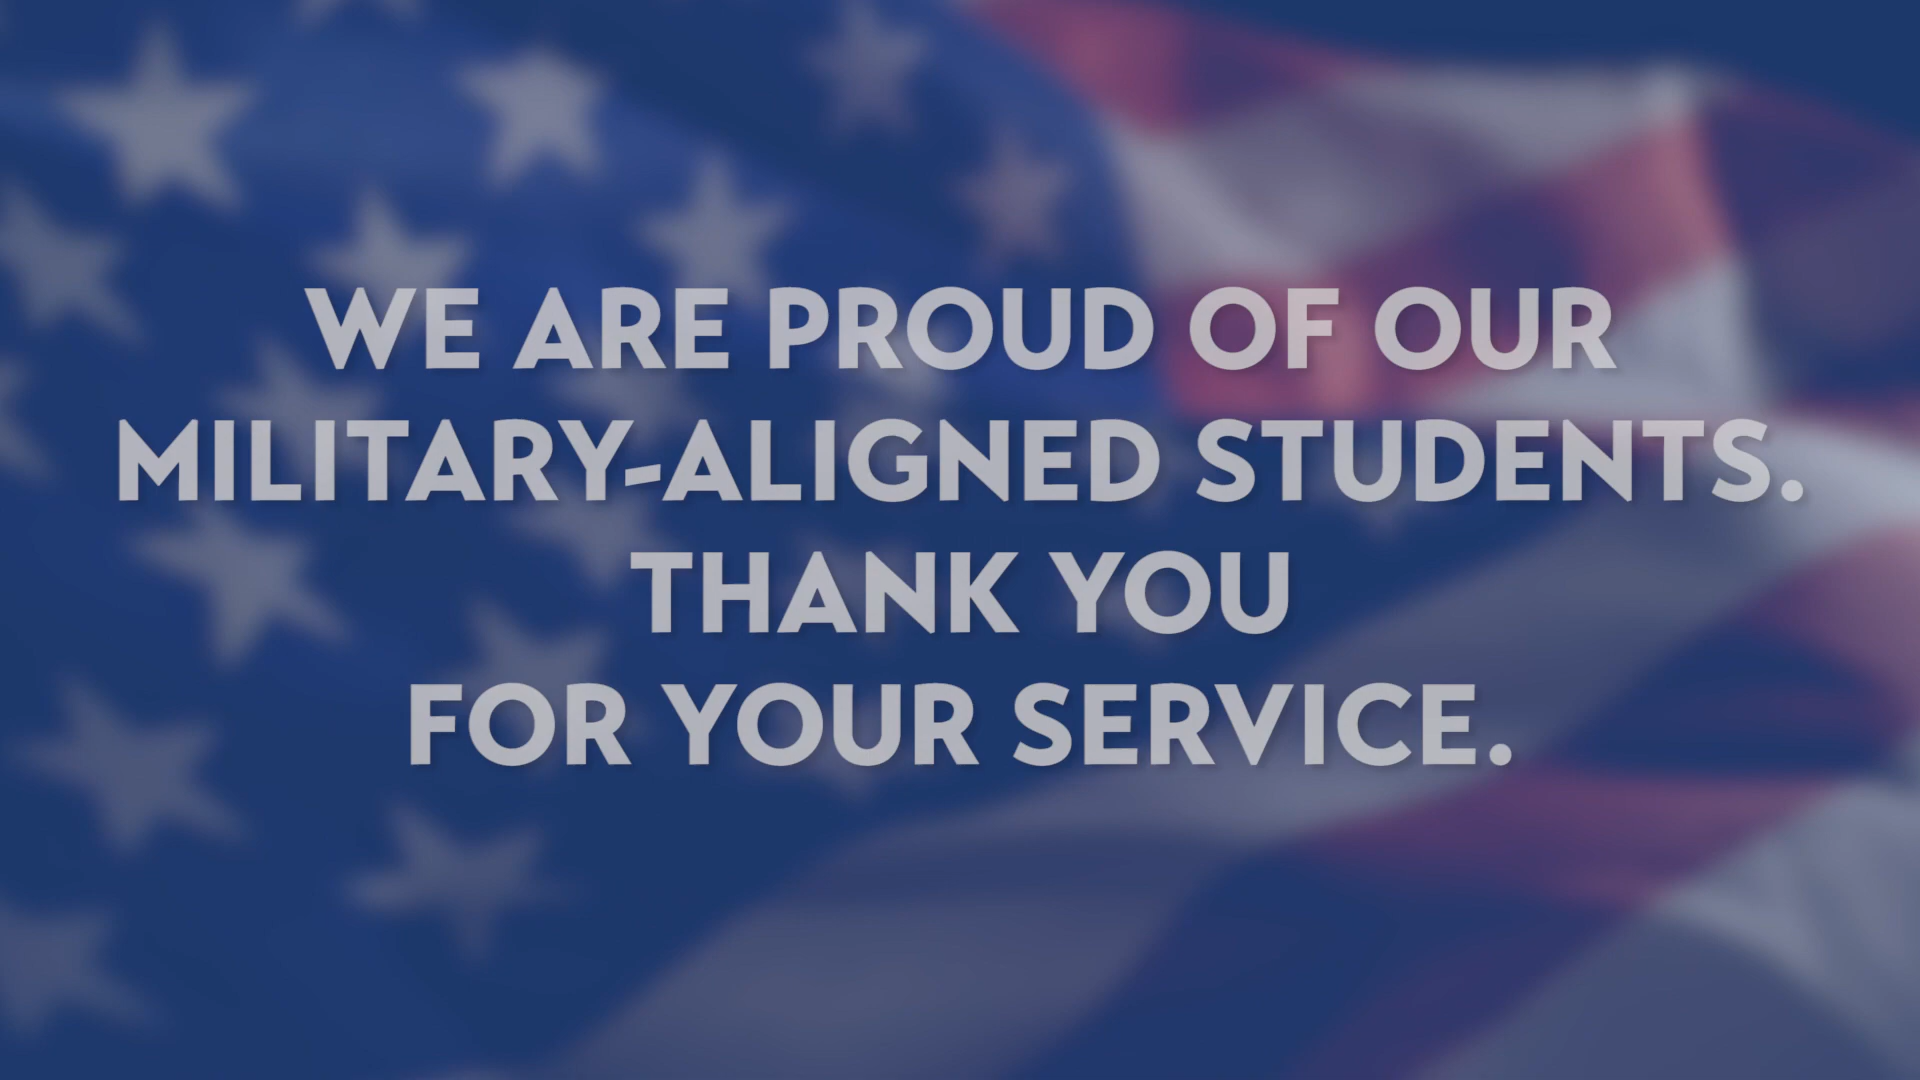 WE ARE PROUD OF OUR
MILITARY-ALIGNED STUDENTS.
THANK YOU
FOR YOUR SERVICE.